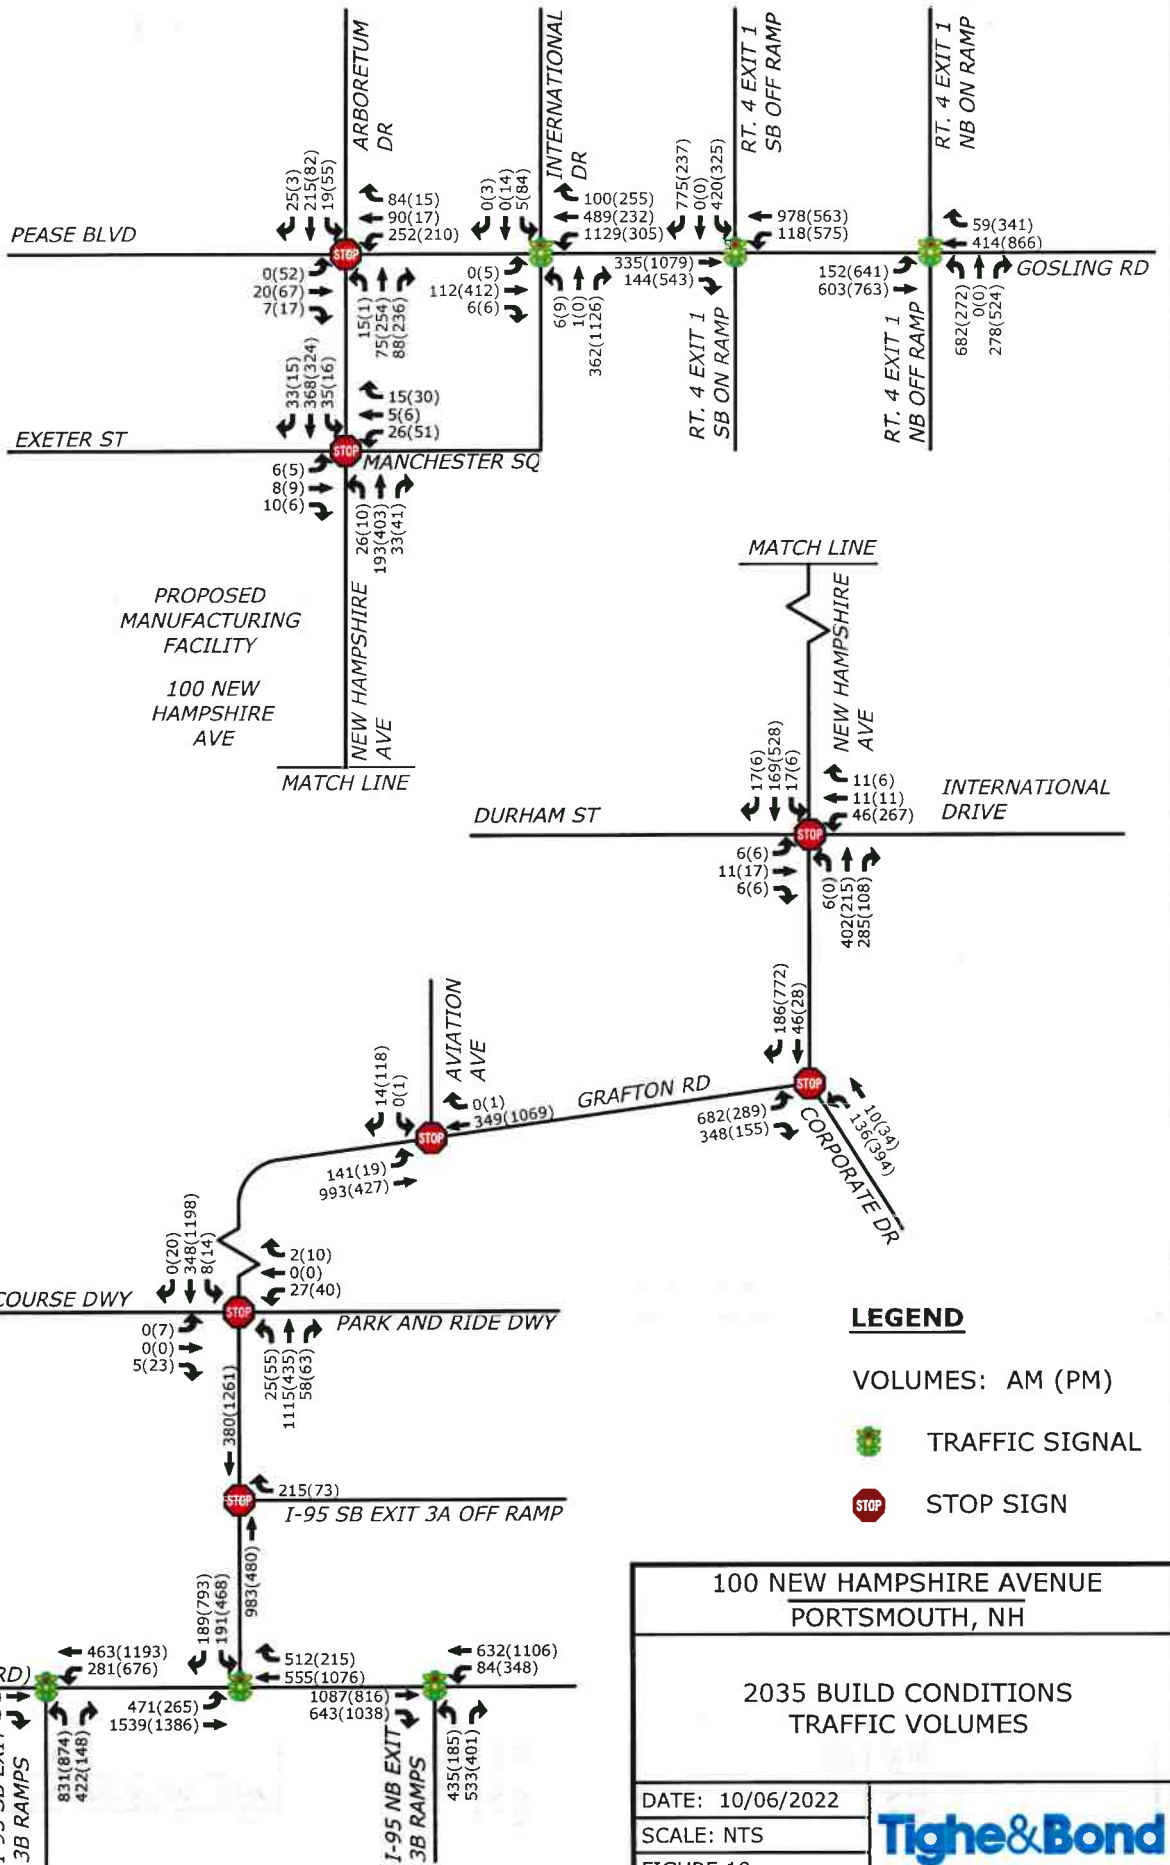 ARBORETUM
DR
INTERNATIONAL
DR
RT. 4 EXIT 1
SB OFF RAMP
RT. 4 EXIT 1
NB ON RAMP
25(3)
215(82)
19(55)
84(15)
90(17)
252(210)
0(3)
0(14)
5(84)
100(255)
489(232)
1129(305)
775(237)
0(0)
420(325)
978(563)
118(575)
59(341)
414(866)
PEASE BLVD
STOP
GOSLING RD
0(52)
20(67)
7(17)
15(1)
75(254)
88(236)
0(5)
112(412)
6(6)
6(9)
1(0)
362(1126)
335(1079)
144(543)
RT. 4 EXIT 1
SB ON RAMP
152(641)
603(763)
RT. 4 EXIT 1
NB OFF RAMP
682(272)
0(0)
278(524)
33(15)
368(324)
35(16)
15(30)
5(6)
26(51)
EXETER ST
STOP
MANCHESTER SQ
6(5)
8(9)
10(6)
26(10)
193(403)
33(41)
PROPOSED
MANUFACTURING
FACILITY
100 NEW
HAMPSHIRE
AVE
NEW HAMPSHIRE
AVE
MATCH LINE
MATCH LINE
NEW HAMPSHIRE
AVE
17(6)
169(528)
17(6)
11(6)
11(11)
46(267)
DURHAM ST
STOP
INTERNATIONAL
DRIVE
6(6)
11(17)
6(6)
6(0)
402(215)
285(108)
186(772)
46(28)
AVIATION
AVE
14(118)
0(1)
0(1)
349(1069)
GRAFTON RD
STOP
STOP
682(289)
348(155)
10(34)
136(394)
CORPORATE DR
141(19)
993(427)
0(20)
348(1198)
8(14)
2(10)
0(0)
27(40)
COURSE DWY
STOP
PARK AND RIDE DWY
0(7)
0(0)
5(23)
25(55)
1115(435)
58(63)
380(1261)
STOP
215(73)
I-95 SB EXIT 3A OFF RAMP
983(480)
189(793)
191(468)
463(1193)
281(676)
512(215)
555(1076)
632(1106)
84(348)
RD)
471(265)
1539(1386)
1087(816)
643(1038)
831(874)
422(148)
3B RAMPS
I-95 NB EXIT
3B RAMPS
435(185)
533(401)
LEGEND
VOLUMES: AM (PM)
TRAFFIC SIGNAL
STOP
STOP SIGN
100 NEW HAMPSHIRE AVENUE
PORTSMOUTH, NH
2035 BUILD CONDITIONS
TRAFFIC VOLUMES
DATE: 10/06/2022
SCALE: NTS
Tighe&Bond